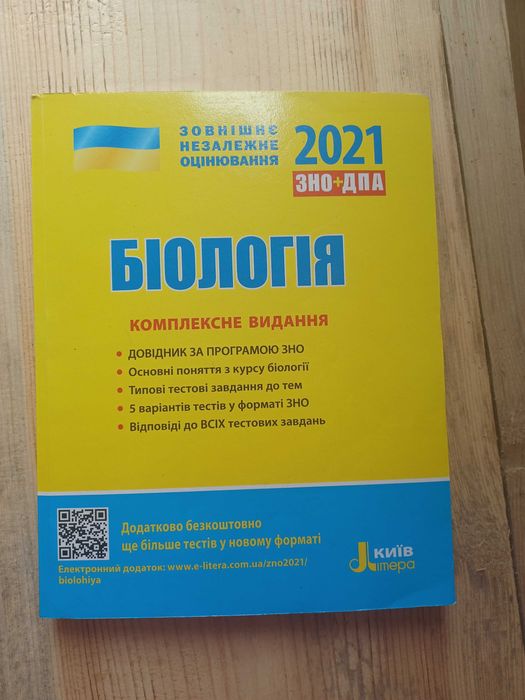 ЗОВНІШНЄ
НЕЗАЛЕЖНЕ
ОЦІНЮВАННЯ
2021
ЗНО+ДПА
БІОЛОГІЯ
КОМПЛЕКСНЕ ВИДАННЯ
• ДОВІДНИК ЗА ПРОГРАМОЮ ЗНО
• Основні поняття з курсу біології
• Типові тестові завдання до тем
• 5 варіантів тестів у форматі ЗНО
• Відповіді до ВСІХ тестових завдань
Додатково безкоштовно
ще більше тестів у новому форматі
Електронний додаток: www.e-litera.com.ua/zno2021/
biolohiya
КИЇВ
Літера